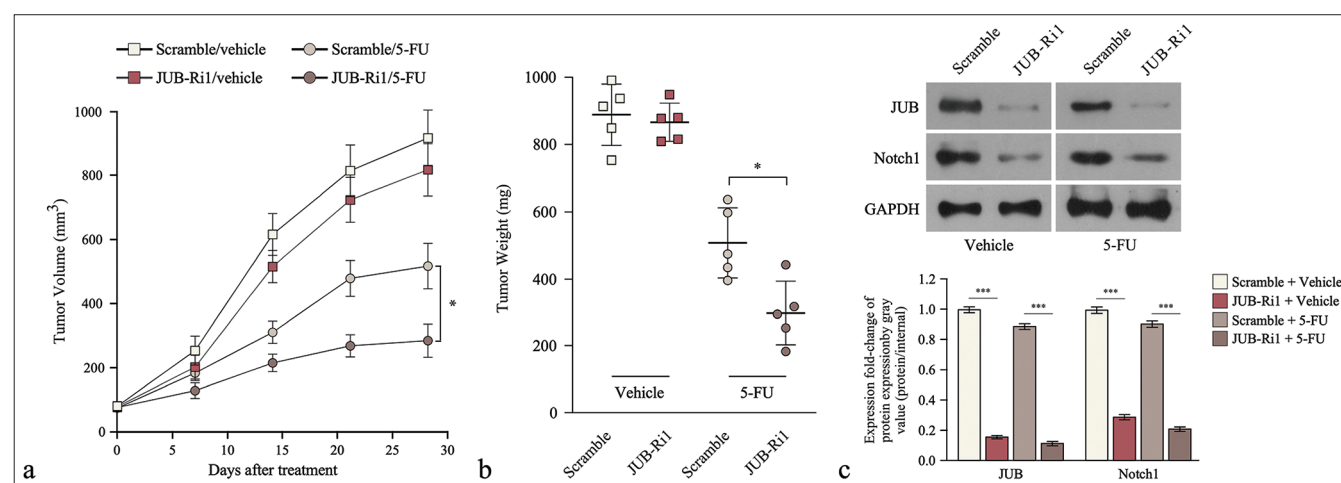 Scramble/vehicle
Scramble/5-FU
JUB-Ri1/vehicle
JUB-Ri1/5-FU
Tumor Volume (mm3)
1000
800
600
400
200
0
0
5
10
15
20
25
30
*
Days after treatment
a
Tumor Weight (mg)
1000
800
600
400
200
0
*
Vehicle
5-FU
Scramble
JUB-Ri1
Scramble
JUB-Ri1
b
Scramble
JUB-Ri1
Scramble
JUB-Ri1
JUB
Notch1
GAPDH
Vehicle
5-FU
Expression fold-change of
protein expressionby gray
value (protein/internal)
1.2
1.0
0.8
0.6
0.4
0.2
0.0
***
***
***
***
JUB
Notch1
Scramble + Vehicle
JUB-Ri1 + Vehicle
Scramble + 5-FU
JUB-Ri1 + 5-FU
c